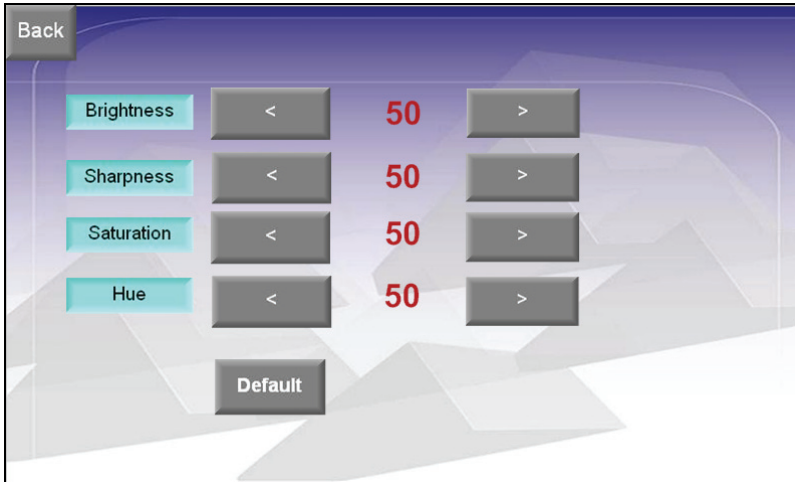 Back
Brightness < 50 >
Sharpness < 50 >
Saturation < 50 >
Hue < 50 >
Default